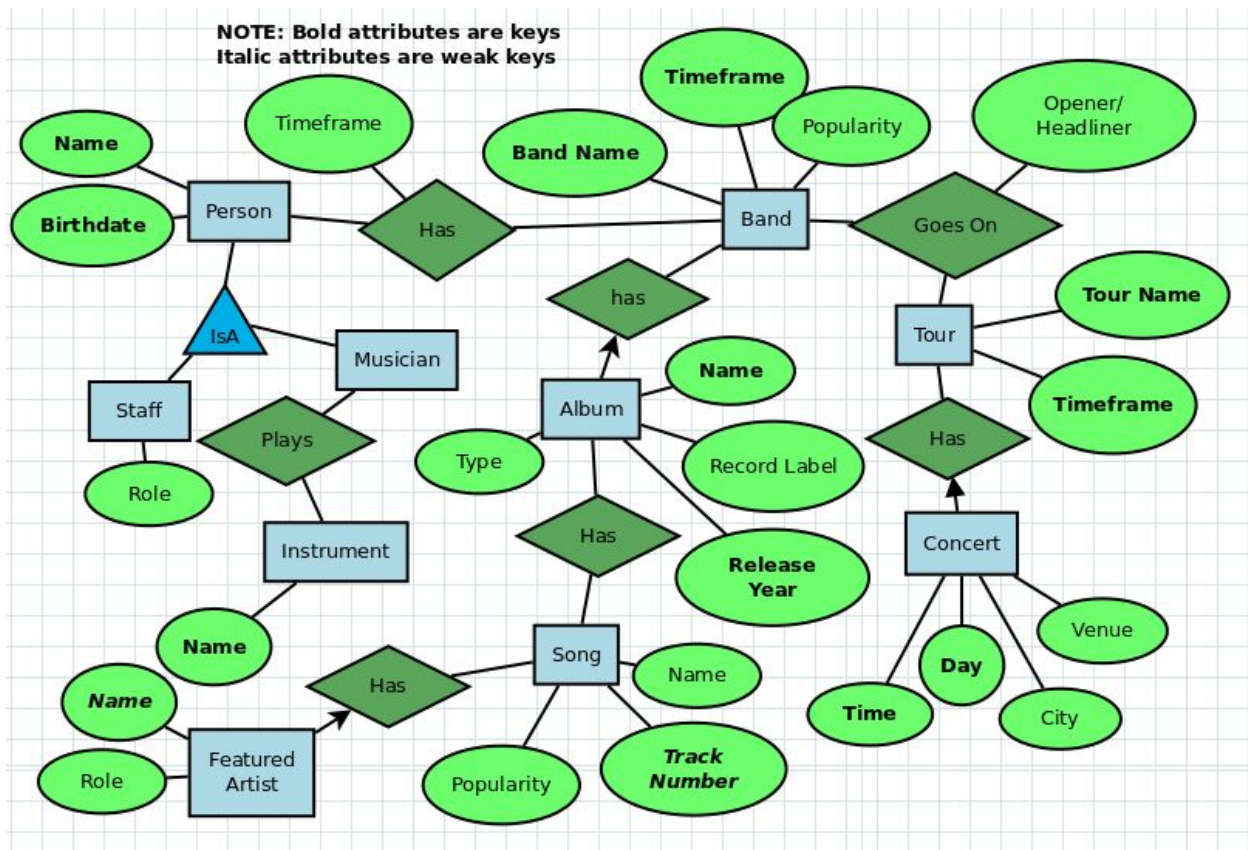 NOTE: Bold attributes are keys
Italic attributes are weak keys
Timeframe
Opener/
Headliner
Timeframe
Popularity
Name
Band Name
Birthdate
Person
Has
Band
Goes On
has
Tour Name
IsA
Musician
Tour
Name
Staff
Album
Timeframe
Plays
Has
Type
Record Label
Role
Has
Instrument
Concert
Release
Year
Name
Song
Venue
Has
Name
Day
Name
Time
City
Featured
Artist
Role
Popularity
Track
Number